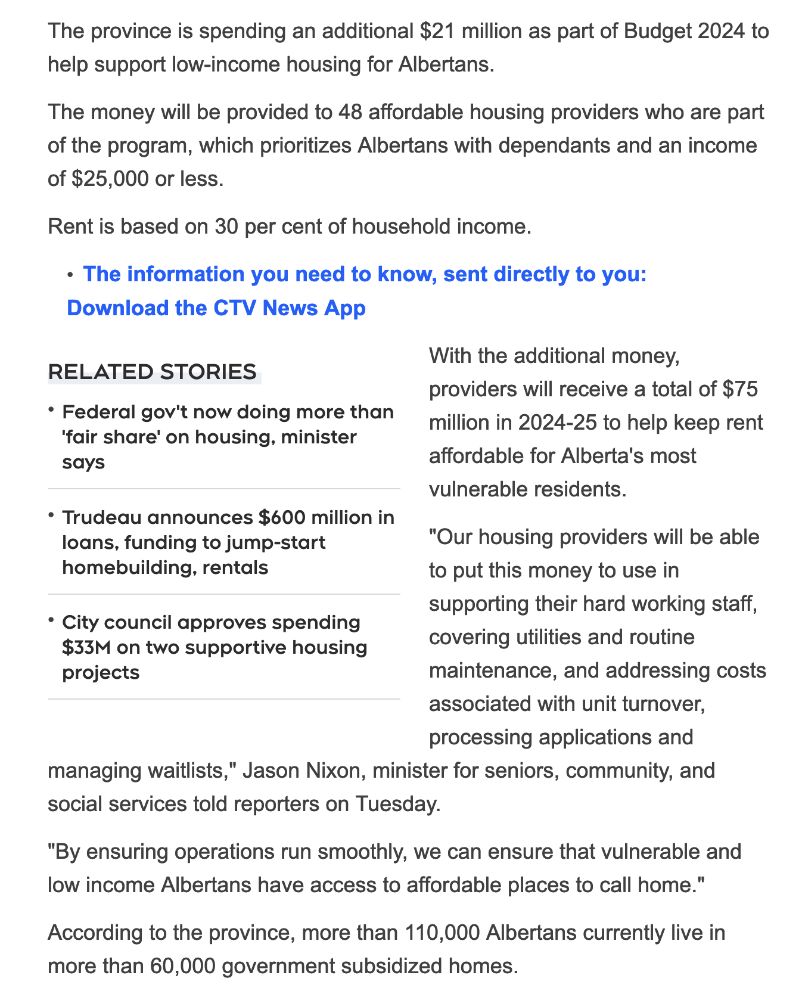 The province is spending an additional $21 million as part of Budget 2024 to
help support low-income housing for Albertans.
The money will be provided to 48 affordable housing providers who are part
of the program, which prioritizes Albertans with dependants and an income
of $25,000 or less.
Rent is based on 30 per cent of household income.
• The information you need to know, sent directly to you:
Download the CTV News App
RELATED STORIES
• Federal gov't now doing more than
'fair share' on housing, minister
says
• Trudeau announces $600 million in
loans, funding to jump-start
homebuilding, rentals
• City council approves spending
$33M on two supportive housing
projects
With the additional money,
providers will receive a total of $75
million in 2024-25 to help keep rent
affordable for Alberta's most
vulnerable residents.
"Our housing providers will be able
to put this money to use in
supporting their hard working staff,
covering utilities and routine
maintenance, and addressing costs
associated with unit turnover,
processing applications and
managing waitlists," Jason Nixon, minister for seniors, community, and
social services told reporters on Tuesday.
"By ensuring operations run smoothly, we can ensure that vulnerable and
low income Albertans have access to affordable places to call home."
According to the province, more than 110,000 Albertans currently live in
more than 60,000 government subsidized homes.